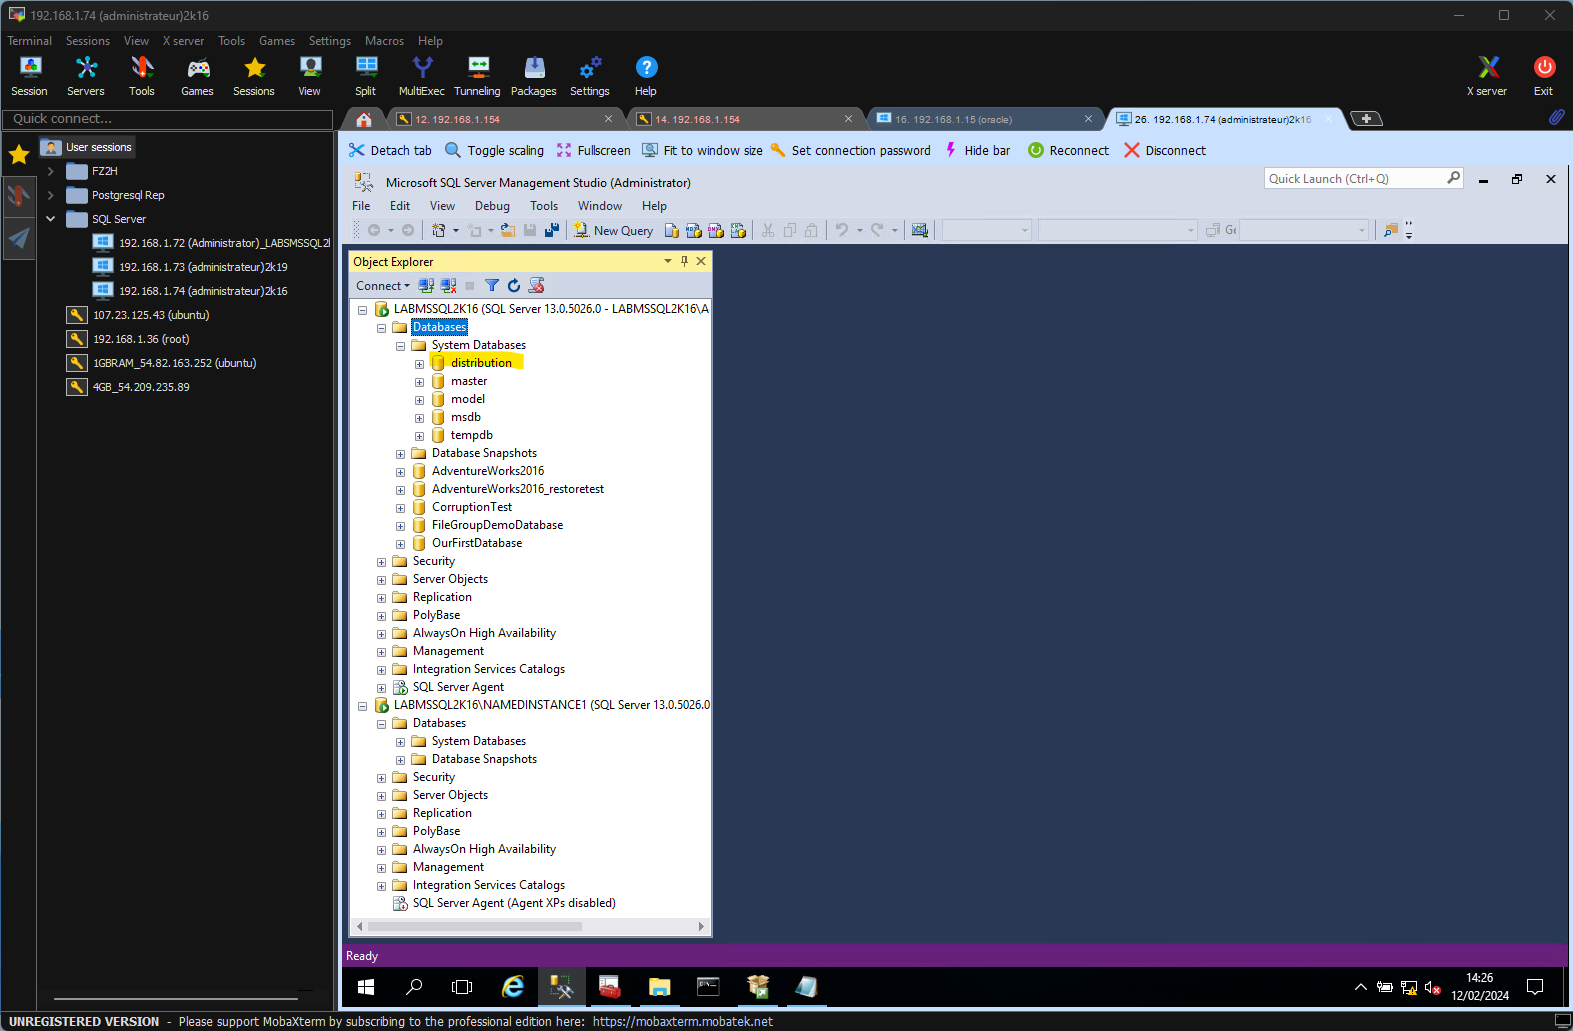 192.168.1.74 (administrateur)2k16
Terminal Sessions View X server Tools Games Settings Macros Help
Session Servers Tools Games Sessions View Split MultiExec Tunneling Packages Settings Help X server Exit
Quick connect...
12. 192.168.1.154
14. 192.168.1.154
16. 192.168.1.15 (oracle)
26. 192.168.1.74 (administrateur)2k16
User sessions
FZ2H
Postgresql Rep
SQL Server
192.168.1.72 (Administrator)_LABSMSSQL2
192.168.1.73 (administrateur)2k19
192.168.1.74 (administrateur)2k16
107.23.125.43 (ubuntu)
192.168.1.36 (root)
1GBRAM_54.82.163.252 (ubuntu)
4GB_54.209.235.89
Detach tab Toggle scaling Fullscreen Fit to window size Set connection password Hide bar Reconnect Disconnect
Microsoft SQL Server Management Studio (Administrator)
Quick Launch (Ctrl+Q)
File Edit View Debug Tools Window Help
New Query
Ge
Object Explorer
Connect
LABMSSQL2K16 (SQL Server 13.0.5026.0 - LABMSSQL2K16\A
Databases
System Databases
distribution
master
model
msdb
tempdb
Database Snapshots
AdventureWorks2016
AdventureWorks2016_restoretest
CorruptionTest
FileGroupDemoDatabase
OurFirstDatabase
Security
Server Objects
Replication
PolyBase
AlwaysOn High Availability
Management
Integration Services Catalogs
SQL Server Agent
LABMSSQL2K16\NAMEDINSTANCE1 (SQL Server 13.0.5026.0
Databases
System Databases
Database Snapshots
Security
Server Objects
Replication
PolyBase
AlwaysOn High Availability
Management
Integration Services Catalogs
SQL Server Agent (Agent XPs disabled)
Ready
14:26
12/02/2024
UNREGISTERED VERSION - Please support MobaXterm by subscribing to the professional edition here: https://mobaxterm.mobatek.net